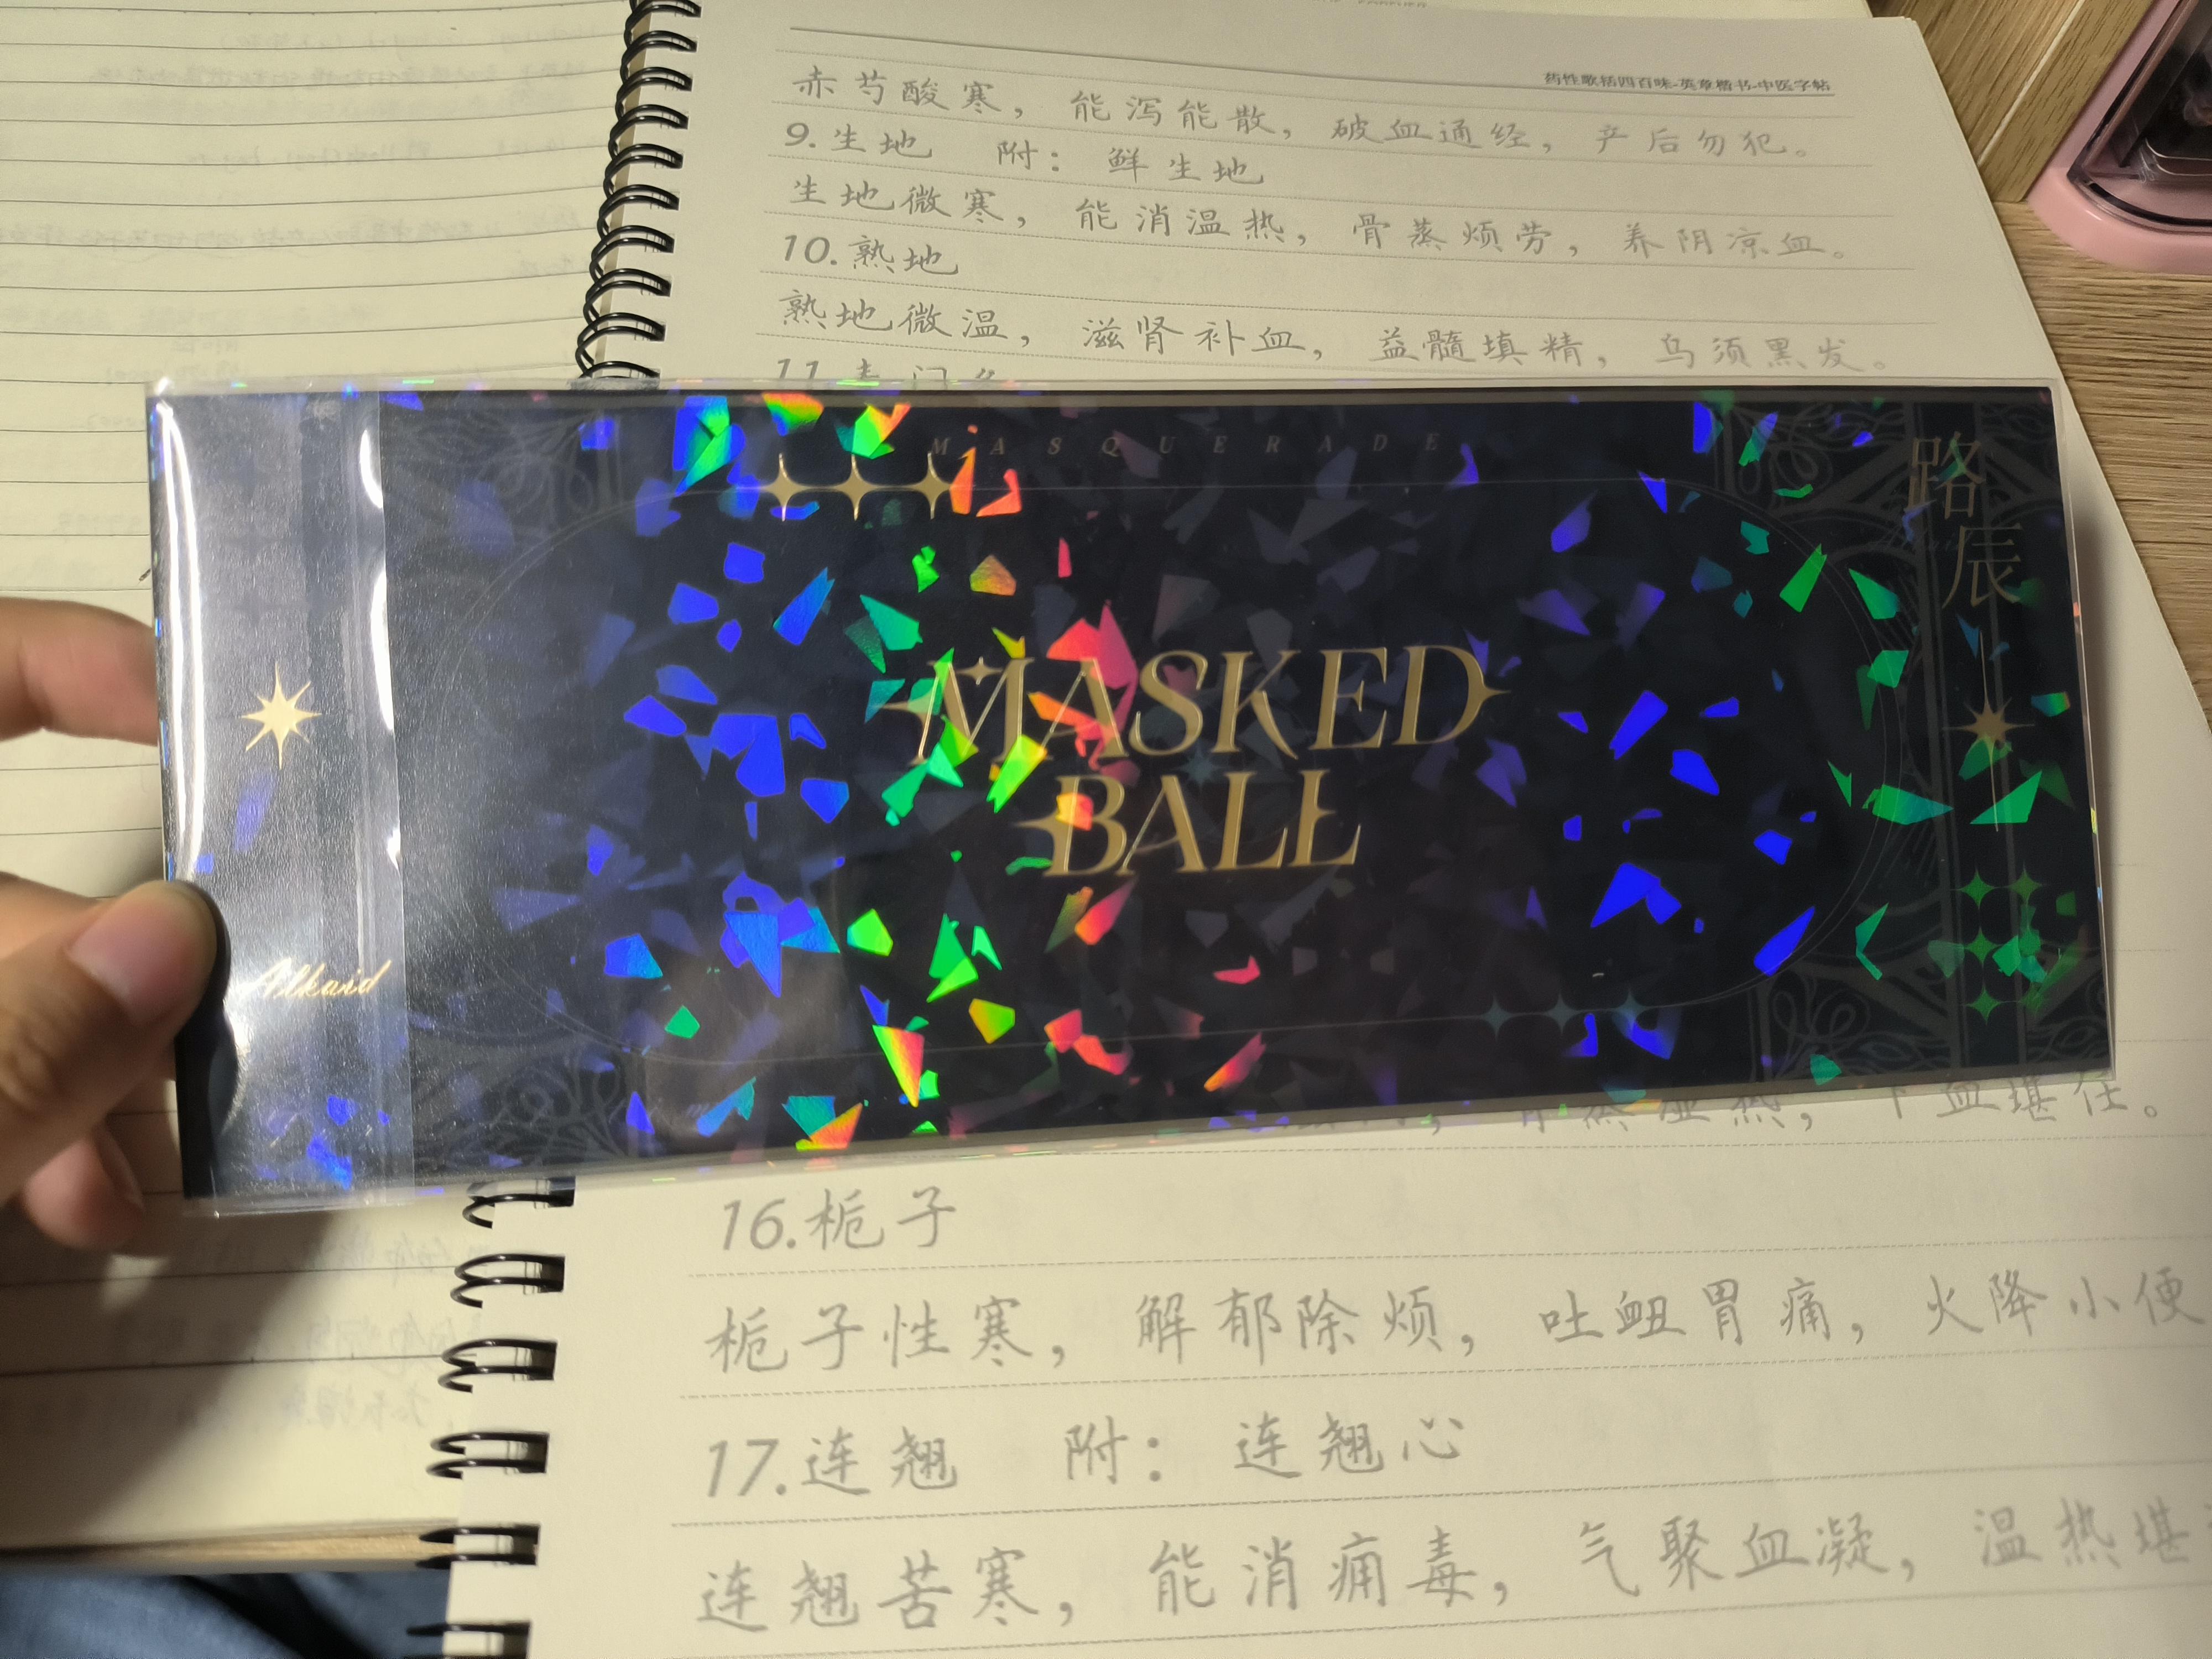 药性歌括四百味-英章楷书-中医字帖
赤芍酸寒，能泻能散，破血通经，产后勿犯。
9.生地 附：鲜生地
生地微寒，能消温热，骨蒸烦劳，养阴凉血。
10.熟地
熟地微温，滋肾补血，益髓填精，乌须黑发。
11.
MASQUERADE
路辰
MASKED
BALL
Alkaid
下血堪任。
16.栀子
栀子性寒，解郁除烦，吐衄胃痛，火降小便
17.连翘 附：连翘心
连翘苦寒，能消痈毒，气聚血凝，温热堪